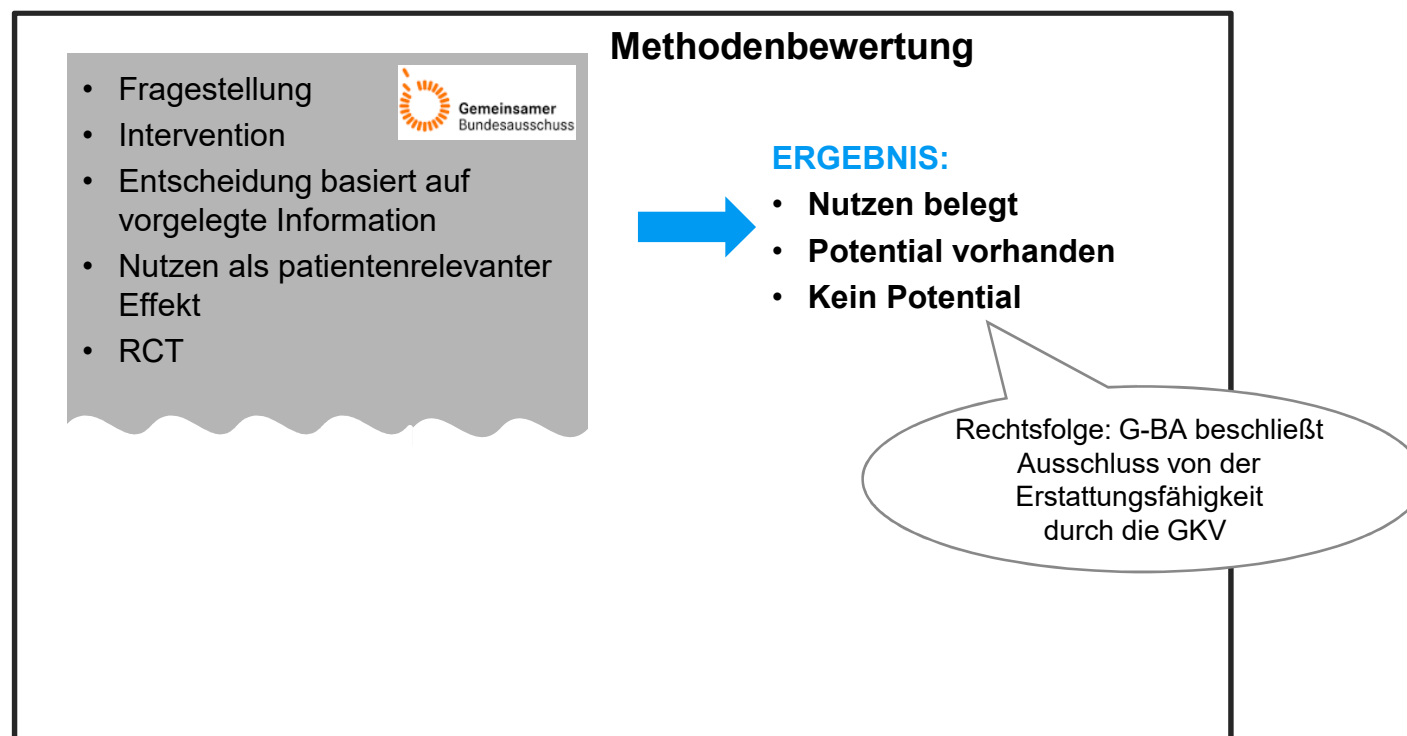 Methodenbewertung
• Fragestellung
• Intervention
• Entscheidung basiert auf
vorgelegte Information
• Nutzen als patientenrelevanter
Effekt
• RCT
Gemeinsamer
Bundesausschuss
ERGEBNIS:
• Nutzen belegt
• Potential vorhanden
• Kein Potential
Rechtsfolge: G-BA beschließt
Ausschluss von der
Erstattungsfähigkeit
durch die GKV